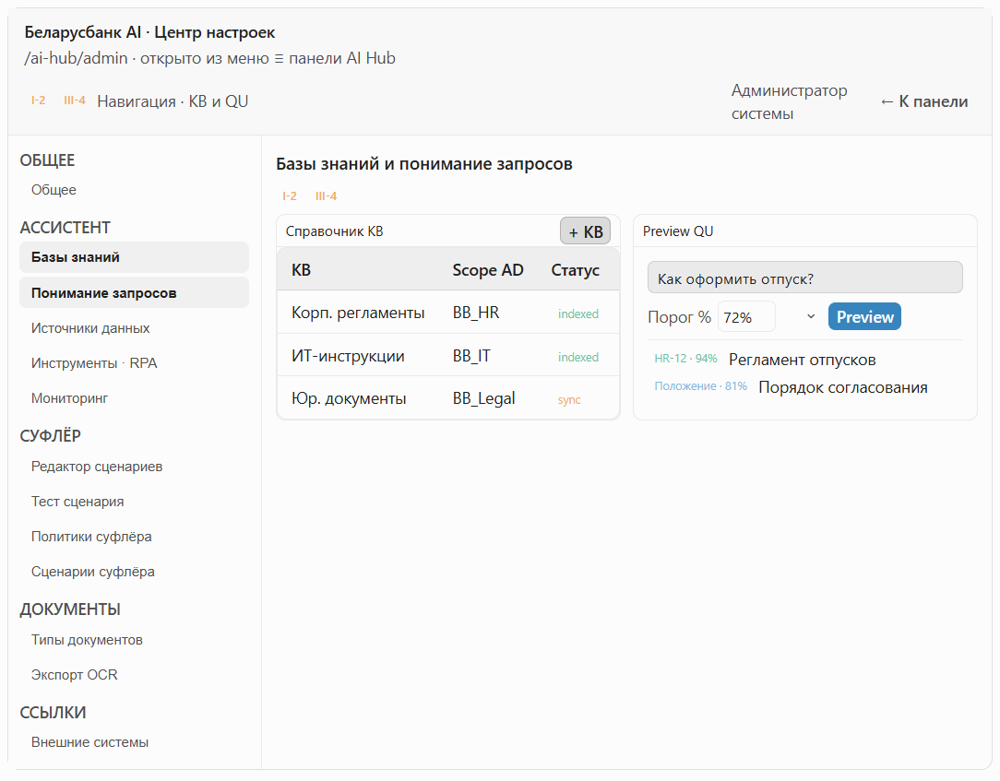 Беларусбанк AI · Центр настроек
/ai-hub/admin · открыто из меню ☰ панели AI Hub
I-2 III-4 Навигация · KB и QU
Администратор
системы
← К панели
ОБЩЕЕ
Общее
АССИСТЕНТ
Базы знаний
Понимание запросов
Источники данных
Инструменты · RPA
Мониторинг
СУФЛЁР
Редактор сценариев
Тест сценария
Политики суфлёра
Сценарии суфлёра
ДОКУМЕНТЫ
Типы документов
Экспорт OCR
ССЫЛКИ
Внешние системы
Базы знаний и понимание запросов
I-2 III-4
Справочник KB + KB
KB Scope AD Статус
Корп. регламенты BB_HR indexed
ИТ-инструкции BB_IT indexed
Юр. документы BB_Legal sync
Preview QU
Как оформить отпуск?
Порог % 72% Preview
HR-12 · 94% Регламент отпусков
Положение · 81% Порядок согласования